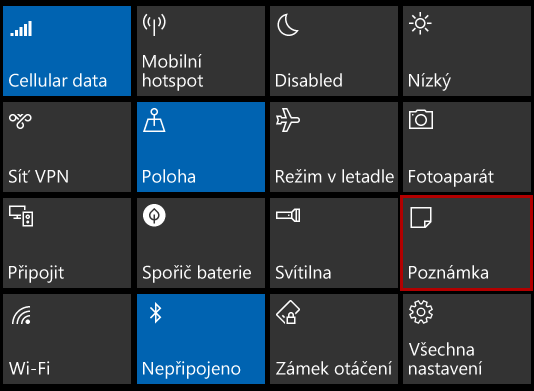 Cellular data
Mobilní
hotspot
Disabled
Nízký
Síť VPN
Poloha
Režim v letadle
Fotoaparát
Připojit
Spořič baterie
Svítilna
Poznámka
Wi-Fi
Nepřipojeno
Zámek otáčení
Všechna
nastavení